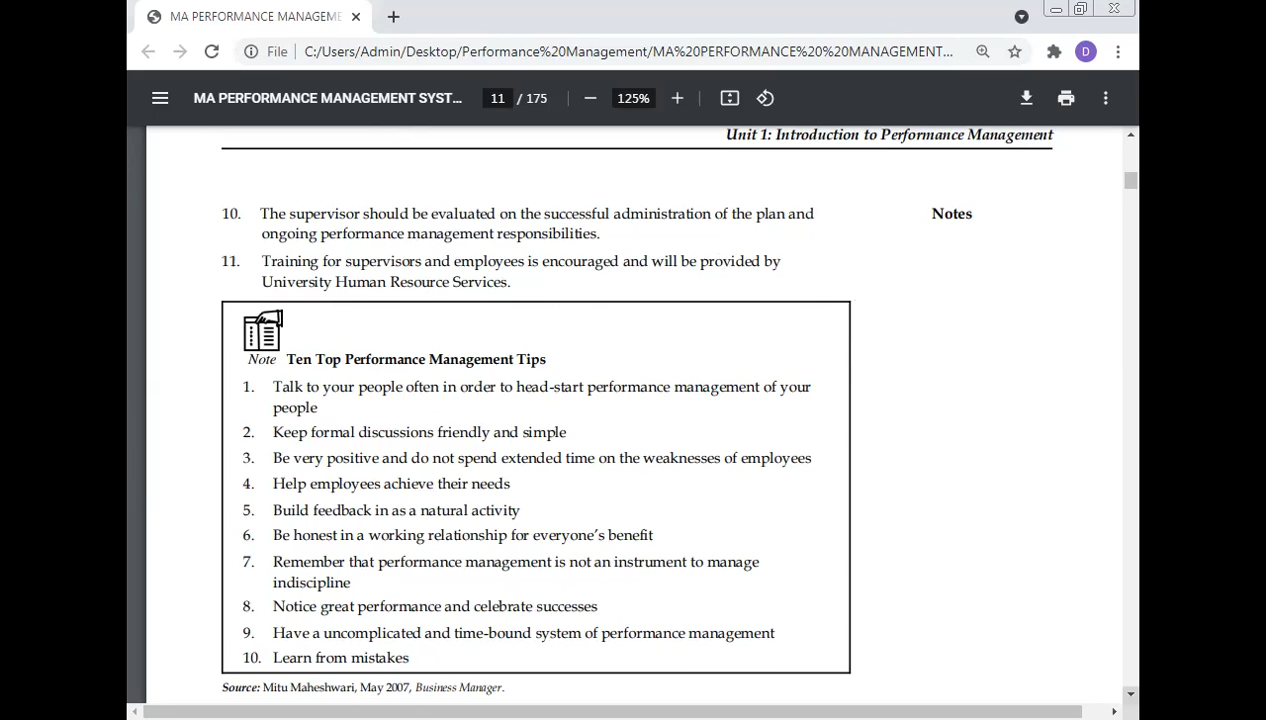 MA PERFORMANCE MANAGEME
File C:/Users/Admin/Desktop/Performance%20Management/MA%20PERFORMANCE%20%20MANAGEMENT...
D
MA PERFORMANCE MANAGEMENT SYST... 11 / 175 125%
Unit 1: Introduction to Performance Management
10. The supervisor should be evaluated on the successful administration of the plan and Notes
ongoing performance management responsibilities.
11. Training for supervisors and employees is encouraged and will be provided by
University Human Resource Services.
Note Ten Top Performance Management Tips
1. Talk to your people often in order to head-start performance management of your
people
2. Keep formal discussions friendly and simple
3. Be very positive and do not spend extended time on the weaknesses of employees
4. Help employees achieve their needs
5. Build feedback in as a natural activity
6. Be honest in a working relationship for everyone's benefit
7. Remember that performance management is not an instrument to manage
indiscipline
8. Notice great performance and celebrate successes
9. Have a uncomplicated and time-bound system of performance management
10. Learn from mistakes
Source: Mitu Maheshwari, May 2007, Business Manager.